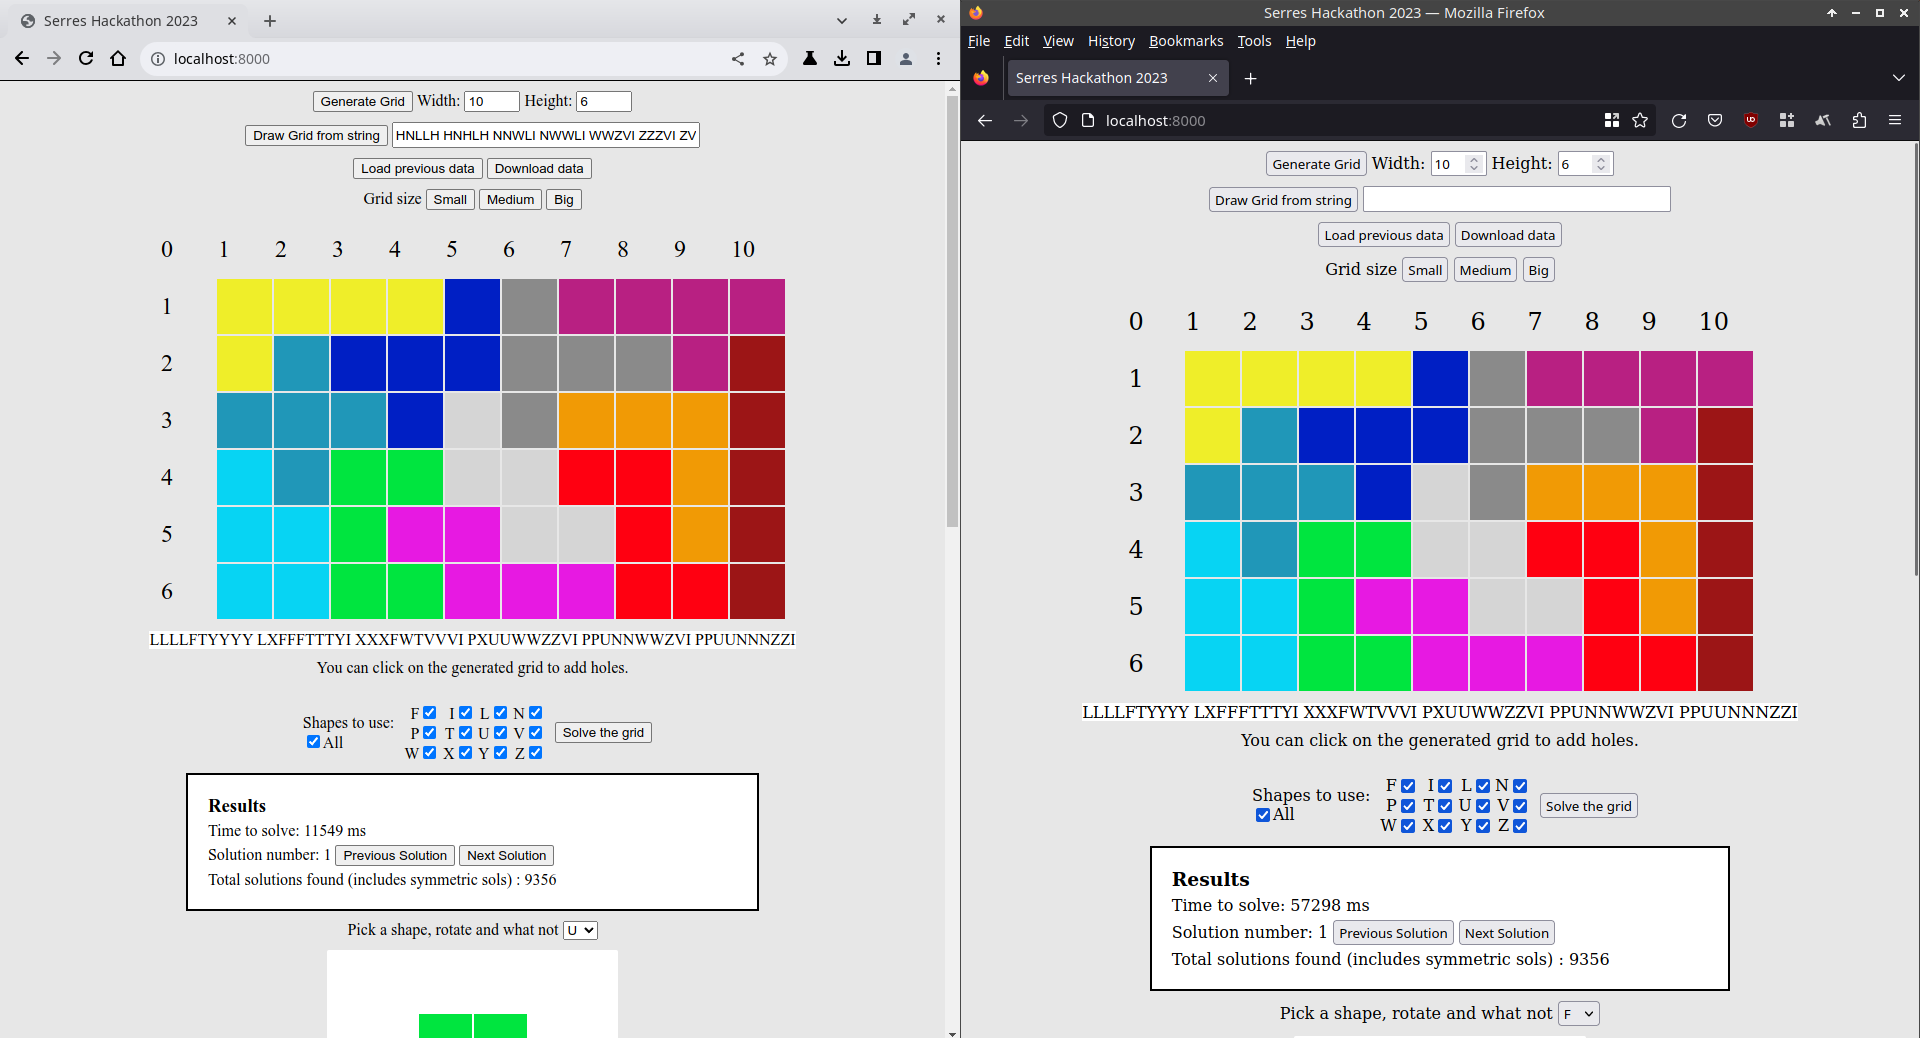 Serres Hackathon 2023
localhost:8000
Generate Grid Width: 10 Height: 6
Draw Grid from string HNLLH HNHLH NNWLI NWWLI WWZVI ZZZVI ZV
Load previous data Download data
Grid size Small Medium Big
0 1 2 3 4 5 6 7 8 9 10
1
2
3
4
5
6
LLLLFTYYYY LXFFFTTTYI XXXFWTVVVI PXUUWWZZVI PPUNNWWZVI PPUUNNNZZI
You can click on the generated grid to add holes.
Shapes to use:
All
F I L N
P T U V
W X Y Z
Solve the grid
Results
Time to solve: 11549 ms
Solution number: 1 Previous Solution Next Solution
Total solutions found (includes symmetric sols) : 9356
Pick a shape, rotate and what not U
Serres Hackathon 2023 — Mozilla Firefox
File Edit View History Bookmarks Tools Help
Serres Hackathon 2023
localhost:8000
Generate Grid Width: 10 Height: 6
Draw Grid from string
Load previous data Download data
Grid size Small Medium Big
0 1 2 3 4 5 6 7 8 9 10
1
2
3
4
5
6
LLLLFTYYYY LXFFFTTTYI XXXFWTVVVI PXUUWWZZVI PPUNNWWZVI PPUUNNNZZI
You can click on the generated grid to add holes.
Shapes to use:
All
F I L N
P T U V
W X Y Z
Solve the grid
Results
Time to solve: 57298 ms
Solution number: 1 Previous Solution Next Solution
Total solutions found (includes symmetric sols) : 9356
Pick a shape, rotate and what not F